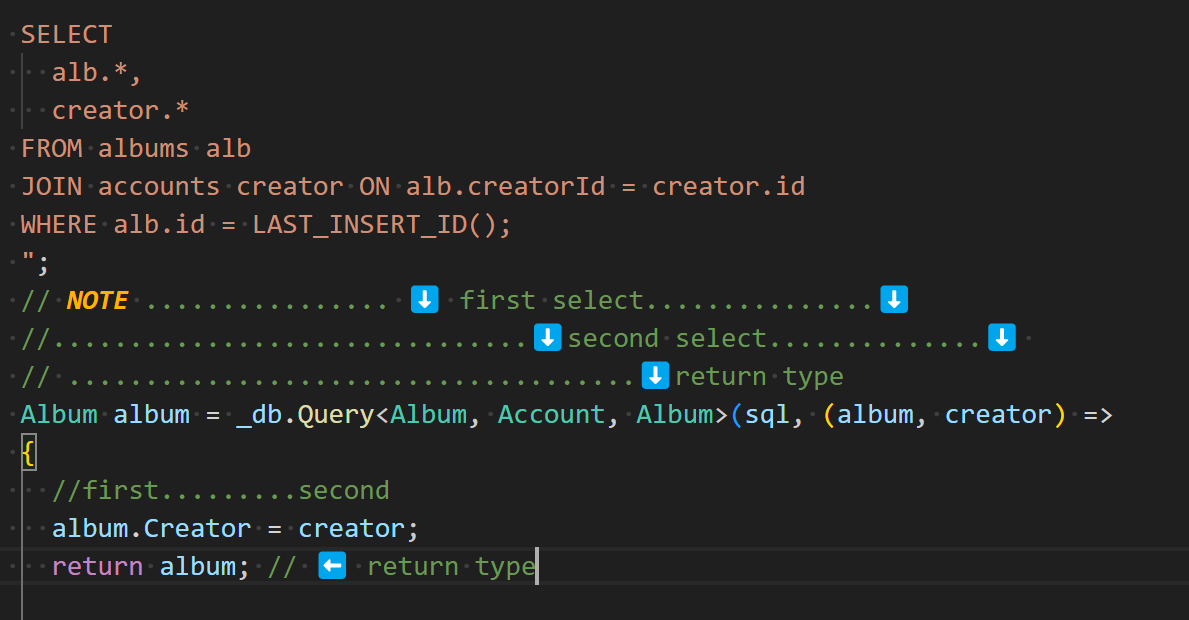 SELECT
alb.*,
creator.*
FROM albums alb
JOIN accounts creator ON alb.creatorId = creator.id
WHERE alb.id = LAST_INSERT_ID();
";
// NOTE ................ ⬇️ first select...............⬇️
//...............................⬇️second select..............⬇️
// .....................................⬇️return type
Album album = _db.Query<Album, Account, Album>(sql, (album, creator) =>
{
//first.........second
album.Creator = creator;
return album; // ⬅️ return type